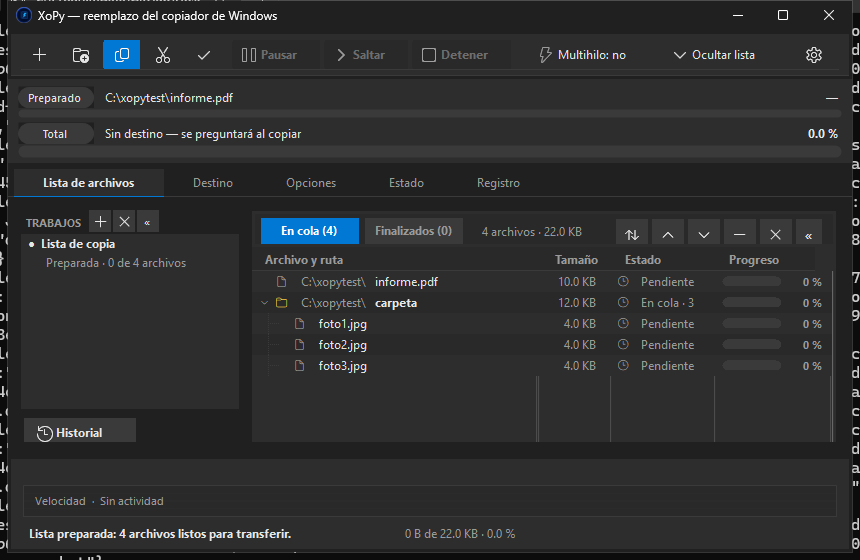 XoPy — reemplazo del copiador de Windows
Pausar
Saltar
Detener
Multihilo: no
Ocultar lista
Preparado C:\xopytest\informe.pdf —
Total Sin destino — se preguntará al copiar 0.0 %
Lista de archivos Destino Opciones Estado Registro
TRABAJOS + × «
Lista de copia
Preparada · 0 de 4 archivos
Historial
En cola (4) Finalizados (0) 4 archivos · 22.0 KB «
Archivo y ruta Tamaño Estado Progreso
C:\xopytest\ informe.pdf 10.0 KB Pendiente 0 %
C:\xopytest\ carpeta 12.0 KB En cola · 3 0 %
foto1.jpg 4.0 KB Pendiente 0 %
foto2.jpg 4.0 KB Pendiente 0 %
foto3.jpg 4.0 KB Pendiente 0 %
Velocidad · Sin actividad
Lista preparada: 4 archivos listos para transferir. 0 B de 22.0 KB · 0.0 %